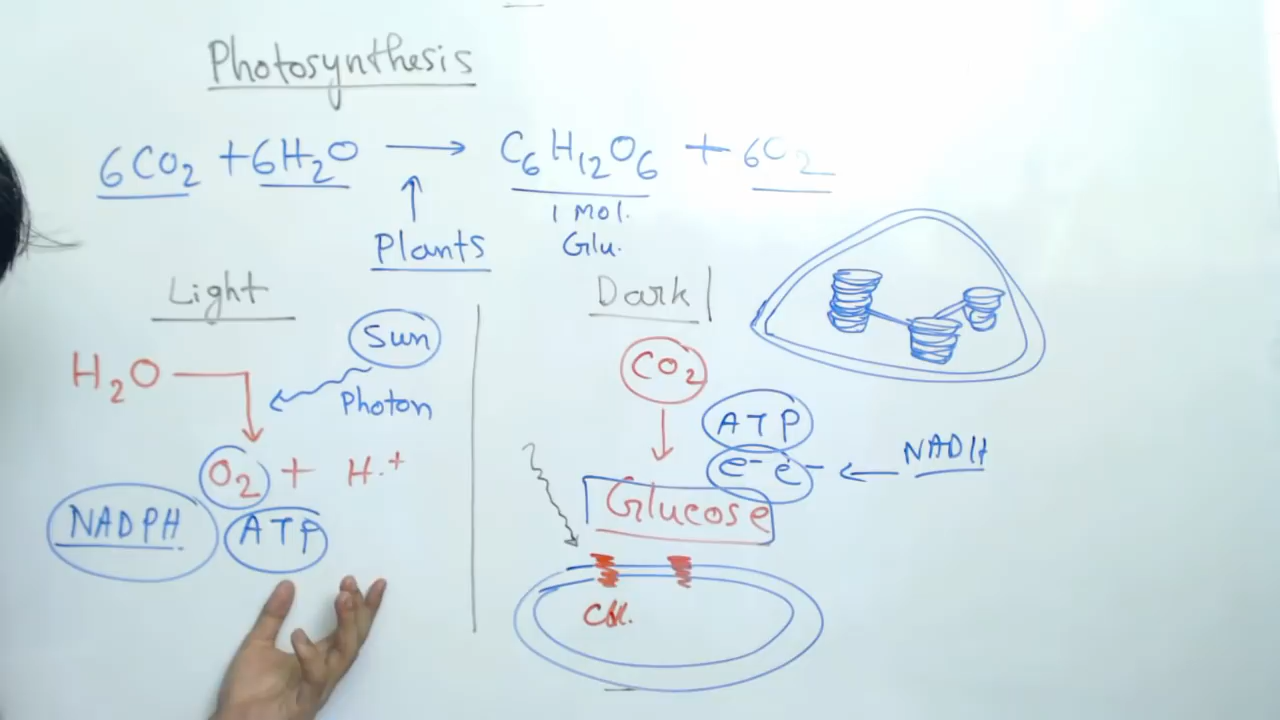 Photosynthesis
6CO2 + 6H2O → C6H12O6 + 6O2
1 Mol.
Plants
Glu.
Light
Sun
H2O
Photon
O2 + H.+
NADPH
ATP
Dark
CO2
ATP
e- e-
NADH
Glucose